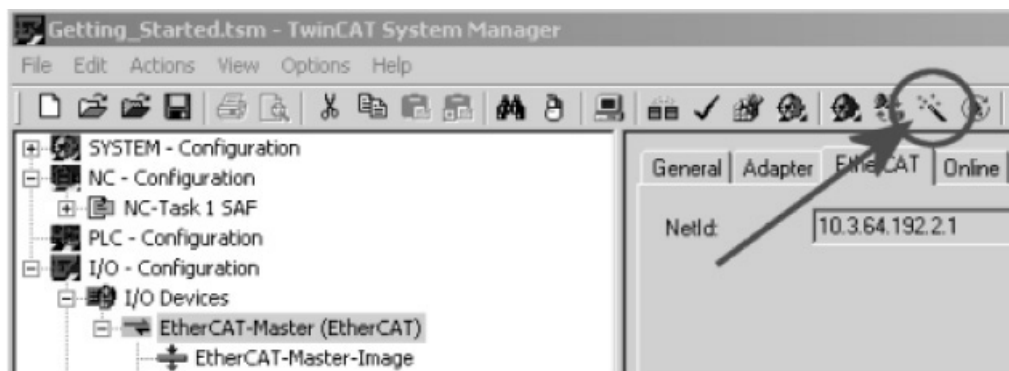 Getting_Started.tsm - TwinCAT System Manager
File Edit Actions View Options Help
SYSTEM - Configuration
NC - Configuration
NC-Task 1 SAF
PLC - Configuration
I/O - Configuration
I/O Devices
EtherCAT-Master (EtherCAT)
EtherCAT-Master-Image
General Adapter EtherCAT Online
NetId: 10.3.64.192.2.1